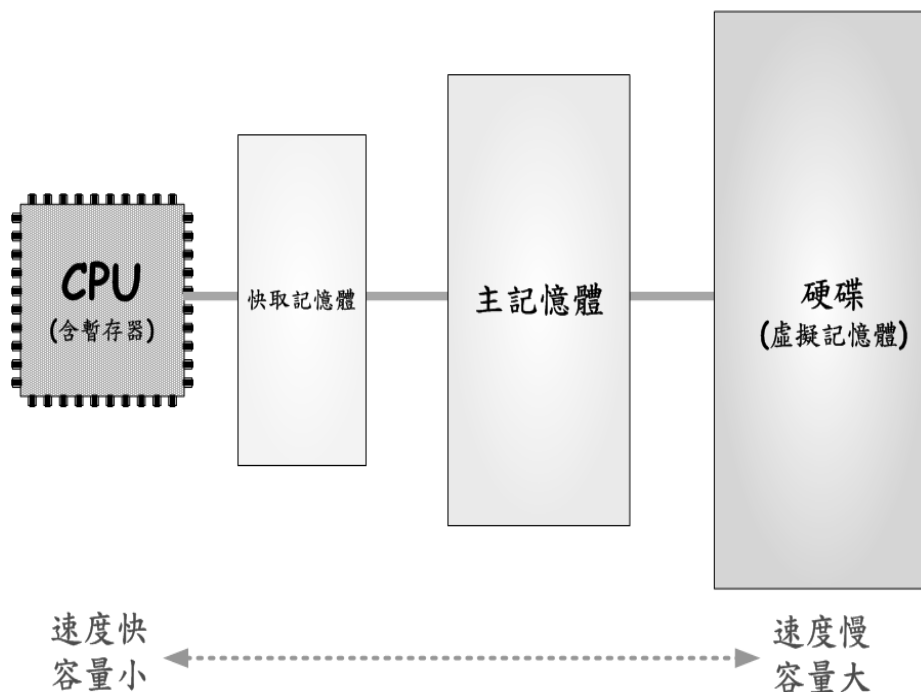 CPU
(含暫存器)
快取記憶體
主記憶體
硬碟
(虛擬記憶體)
速度快
容量小
速度慢
容量大